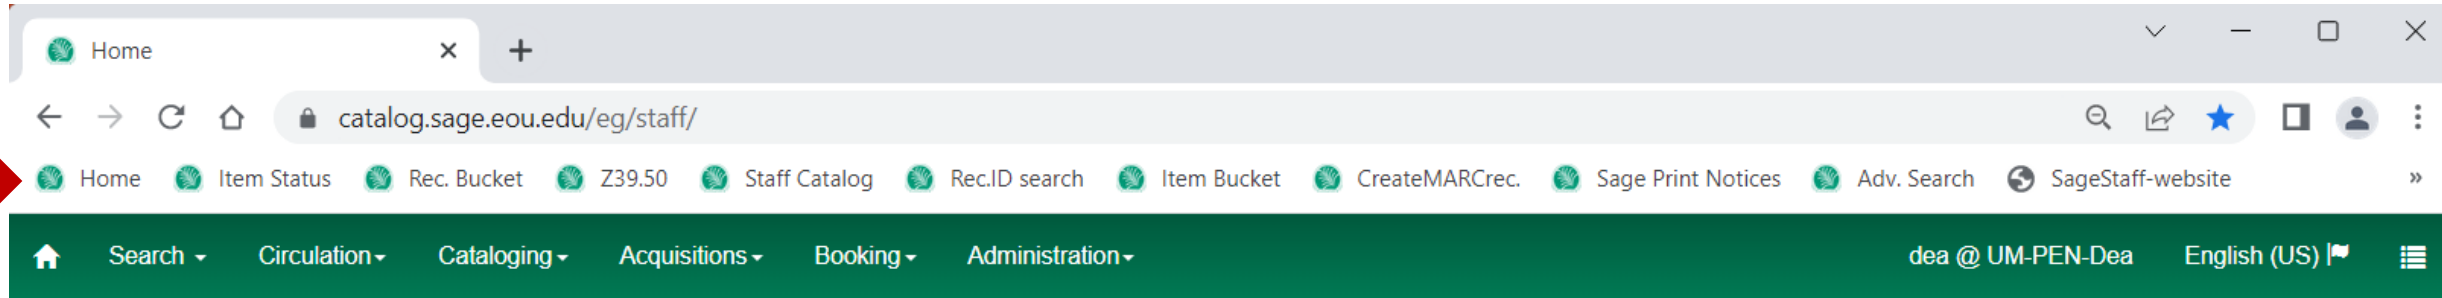 Home
catalog.sage.eou.edu/eg/staff/
Home Item Status Rec. Bucket Z39.50 Staff Catalog Rec.ID search Item Bucket CreateMARCrec. Sage Print Notices Adv. Search SageStaff-website »
Search Circulation Cataloging Acquisitions Booking Administration dea @ UM-PEN-Dea English (US)